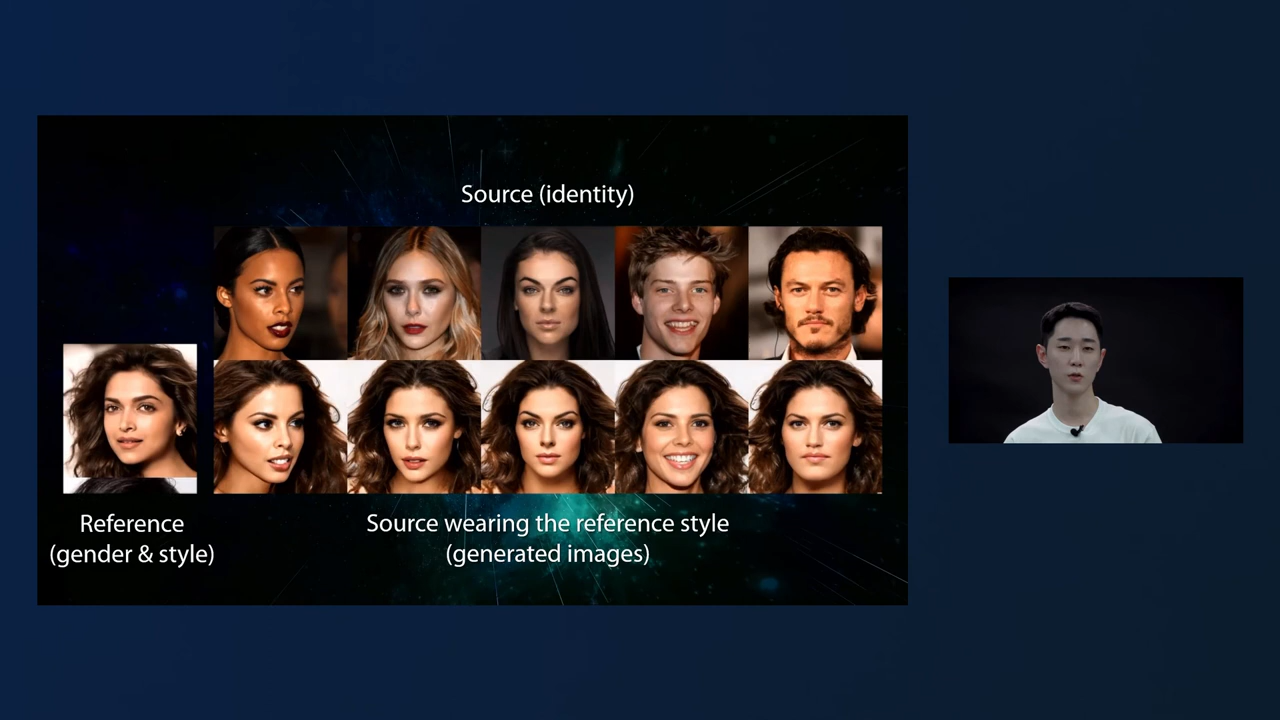 Source (identity)
Reference
(gender & style)
Source wearing the reference style
(generated images)